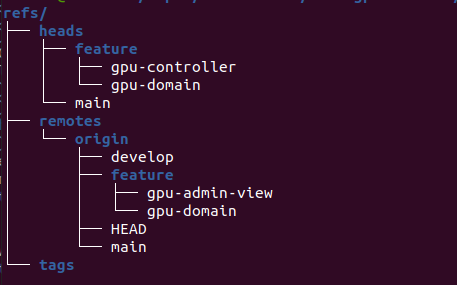 refs/
heads
feature
gpu-controller
gpu-domain
main
remotes
origin
develop
feature
gpu-admin-view
gpu-domain
HEAD
main
tags